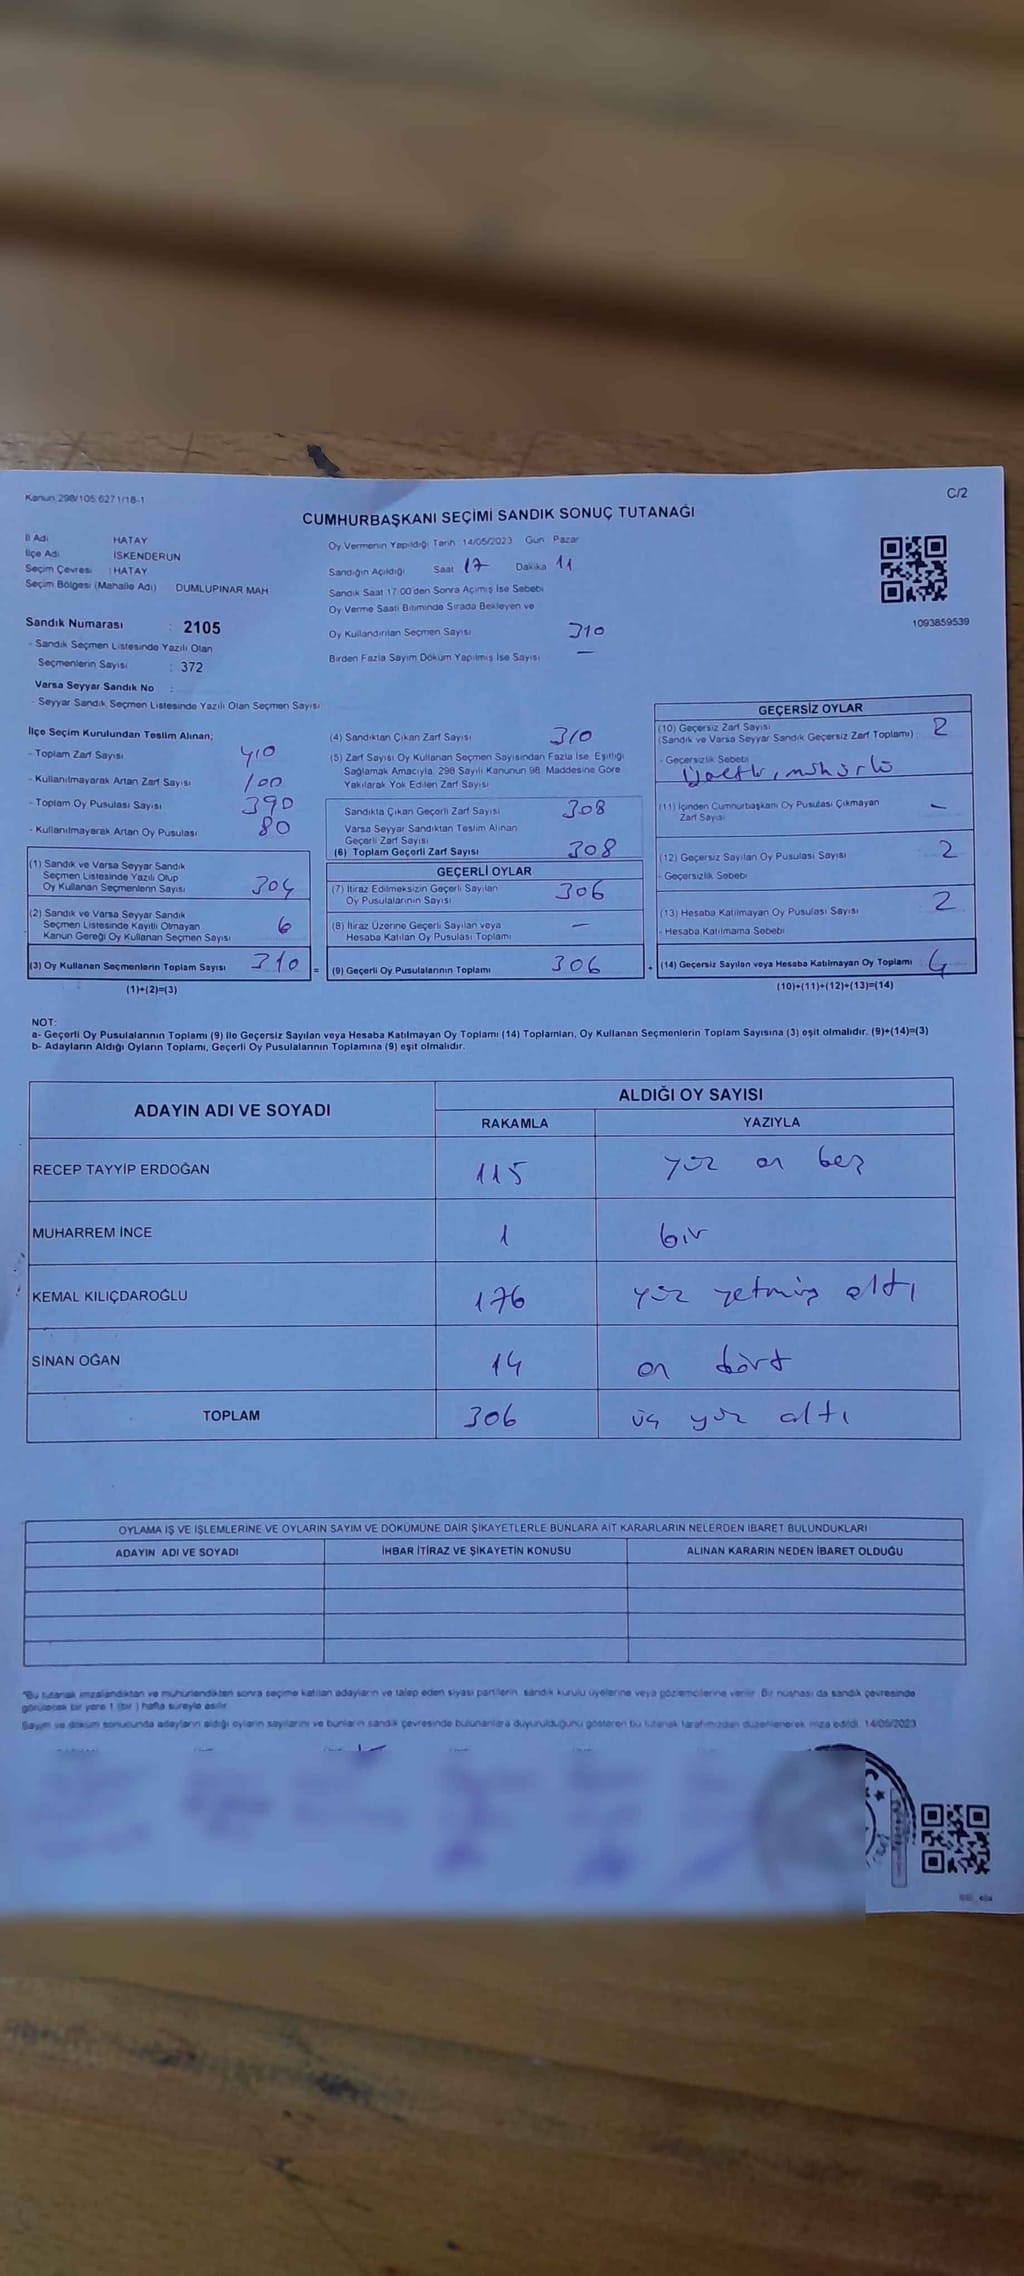 Kanun 298/105 6271/18-1
C/2
CUMHURBAŞKANI SEÇİMİ SANDIK SONUÇ TUTANAĞI
İl Adı HATAY
İlçe Adı İSKENDERUN
Seçim Çevresi : HATAY
Seçim Bölgesi (Mahalle Adı) DUMLUPINAR MAH
Sandık Numarası : 2105
- Sandık Seçmen Listesinde Yazılı Olan
Seçmenlerin Sayısı : 372
Varsa Seyyar Sandık No :
- Seyyar Sandık Seçmen Listesinde Yazılı Olan Seçmen Sayısı
Oy Vermenin Yapıldığı Tarih 14/05/2023 Gün Pazar
Sandığın Açıldığı Saat 17 Dakika 11
Sandık Saat 17 00'den Sonra Açımış İse Sebebi
Oy Verme Saati Bitiminde Sırada Bekleyen ve
Oy Kullandırılan Seçmen Sayısı 310
Birden Fazla Sayım Döküm Yapılmış İse Sayısı —
1093859539
İlçe Seçim Kurulundan Teslim Alınan;
- Toplam Zarf Sayısı 410
- Kullanılmayarak Artan Zarf Sayısı 100
- Toplam Oy Pusulası Sayısı 390
- Kullanılmayarak Artan Oy Pusulası 80
(1) Sandık ve Varsa Seyyar Sandık
Seçmen Listesinde Yazılı Olup
Oy Kullanan Seçmenlerin Sayısı 304
(2) Sandık ve Varsa Seyyar Sandık
Seçmen Listesinde Kayıtlı Olmayan
Kanun Gereği Oy Kullanan Seçmen Sayısı 6
(3) Oy Kullanan Seçmenlerin Toplam Sayısı 310 =
(1)+(2)=(3)
(4) Sandıktan Çıkan Zarf Sayısı 310
(5) Zarf Sayısı Oy Kullanan Seçmen Sayısından Fazla İse Eşitliği
Sağlamak Amacıyla, 298 Sayılı Kanunun 98. Maddesine Göre
Yakılarak Yok Edilen Zarf Sayısı
Sandıkta Çıkan Geçerli Zarf Sayısı 308
Varsa Seyyar Sandıktan Teslim Alınan
Geçerli Zarf Sayısı
(6) Toplam Geçerli Zarf Sayısı 308
GEÇERLİ OYLAR
(7) İtiraz Edilmeksizin Geçerli Sayılan
Oy Pusulalarının Sayısı 306
(8) İtiraz Üzerine Geçerli Sayılan veya
Hesaba Katılan Oy Pusulası Toplamı —
(9) Geçerli Oy Pusulalarının Toplamı 306 +
GEÇERSİZ OYLAR
(10) Geçersiz Zarf Sayısı
(Sandık ve Varsa Seyyar Sandık Geçersiz Zarf Toplamı) : 2
- Geçersizlik Sebebi
mühürlü
(11) İçinden Cumhurbaşkanı Oy Pusulası Çıkmayan
Zarf Sayısı —
(12) Geçersiz Sayılan Oy Pusulası Sayısı 2
- Geçersizlik Sebebi
(13) Hesaba Katılmayan Oy Pusulası Sayısı 2
- Hesaba Katılmama Sebebi
(14) Geçersiz Sayılan veya Hesaba Katılmayan Oy Toplamı 4
(10)+(11)+(12)+(13)=(14)
NOT:
a- Geçerli Oy Pusulalarının Toplamı (9) ile Geçersiz Sayılan veya Hesaba Katılmayan Oy Toplamı (14) Toplamları, Oy Kullanan Seçmenlerin Toplam Sayısına (3) eşit olmalıdır. (9)+(14)=(3)
b- Adayların Aldığı Oyların Toplamı, Geçerli Oy Pusulalarının Toplamına (9) eşit olmalıdır.
ADAYIN ADI VE SOYADI
ALDIĞI OY SAYISI
RAKAMLA YAZIYLA
RECEP TAYYİP ERDOĞAN 115 yüz on beş
MUHARREM İNCE 1 bir
KEMAL KILIÇDAROĞLU 176 yüz yetmiş altı
SİNAN OĞAN 14 on dört
TOPLAM 306 üç yüz altı
OYLAMA İŞ VE İŞLEMLERİNE VE OYLARIN SAYIM VE DÖKÜMÜNE DAİR ŞİKAYETLERLE BUNLARA AİT KARARLARIN NELERDEN İBARET BULUNDUKLARI
ADAYIN ADI VE SOYADI İHBAR İTİRAZ VE ŞİKAYETİN KONUSU ALINAN KARARIN NEDEN İBARET OLDUĞU
*Bu tutanak imzalandıktan ve mühürlendikten sonra seçime katılan adayların ve talep eden siyasi partilerin, sandık kurulu üyelerine veya gözlemcilerine verilir. Bir nüshası da sandık çevresinde
görülecek bir yere 1 (bir ) hafta süreyle asılır.
Sayım ve döküm sonucunda adayların aldığı oyların sayılarını ve bunların sandık çevresinde bulunanlara duyurulduğunu gösteren bu tutanak tarafımızdan düzenlenerek imza edildi. 14/05/2023